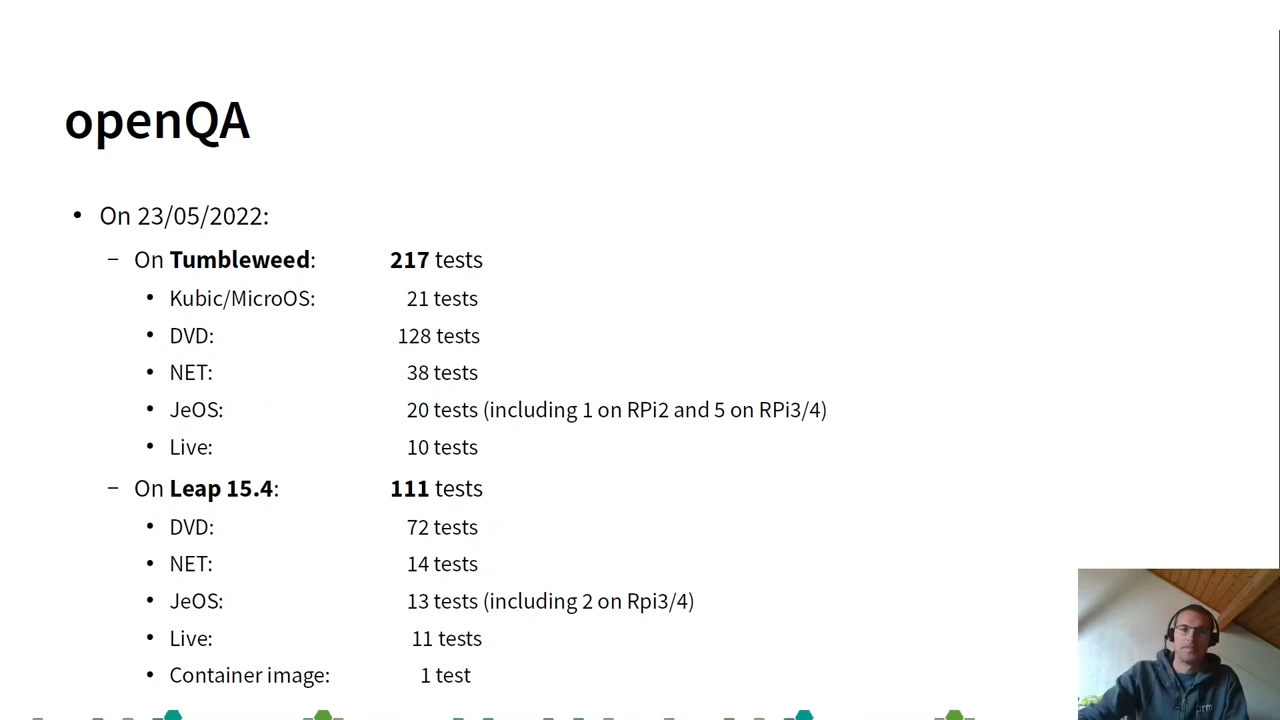 openQA
• On 23/05/2022:
– On Tumbleweed: 217 tests
• Kubic/MicroOS: 21 tests
• DVD: 128 tests
• NET: 38 tests
• JeOS: 20 tests (including 1 on RPi2 and 5 on RPi3/4)
• Live: 10 tests
– On Leap 15.4: 111 tests
• DVD: 72 tests
• NET: 14 tests
• JeOS: 13 tests (including 2 on Rpi3/4)
• Live: 11 tests
• Container image: 1 test